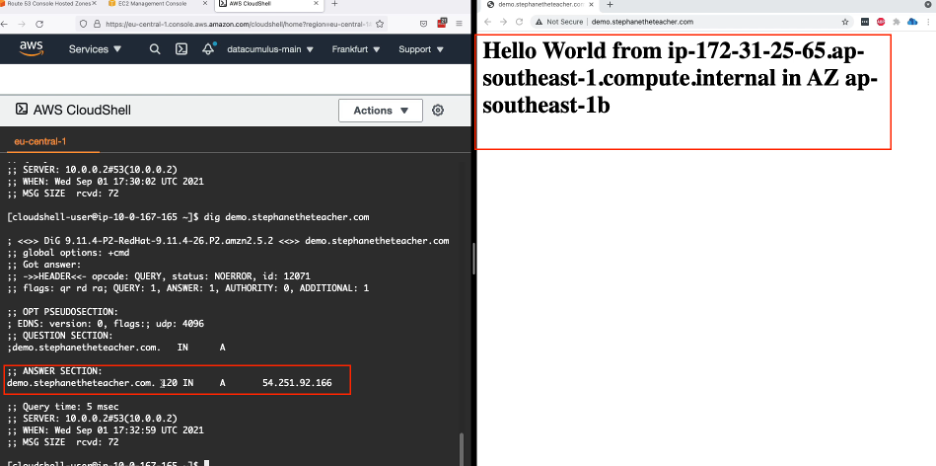 Route 53 Console Hosted Zones
EC2 Management Console
AWS CloudShell
https://eu-central-1.console.aws.amazon.com/cloudshell/home?region=eu-central-1
aws
Services
datacumulus-main
Frankfurt
Support
AWS CloudShell
Actions
eu-central-1
;; SERVER: 10.0.0.2#53(10.0.0.2)
;; WHEN: Wed Sep 01 17:30:02 UTC 2021
;; MSG SIZE  rcvd: 72
[cloudshell-user@ip-10-0-167-165 ~]$ dig demo.stephanetheteacher.com
; <<>> DiG 9.11.4-P2-RedHat-9.11.4-26.P2.amzn2.5.2 <<>> demo.stephanetheteacher.com
;; global options: +cmd
;; Got answer:
;; ->>HEADER<<- opcode: QUERY, status: NOERROR, id: 12071
;; flags: qr rd ra; QUERY: 1, ANSWER: 1, AUTHORITY: 0, ADDITIONAL: 1
;; OPT PSEUDOSECTION:
; EDNS: version: 0, flags:; udp: 4096
;; QUESTION SECTION:
;demo.stephanetheteacher.com.   IN      A
;; ANSWER SECTION:
demo.stephanetheteacher.com. 120 IN     A       54.251.92.166
;; Query time: 5 msec
;; SERVER: 10.0.0.2#53(10.0.0.2)
;; WHEN: Wed Sep 01 17:32:59 UTC 2021
;; MSG SIZE  rcvd: 72
[cloudshell-user@ip-10-0-167-165 ~]$
demo.stephanetheteacher.com
Not Secure | demo.stephanetheteacher.com
Hello World from ip-172-31-25-65.ap-
southeast-1.compute.internal in AZ ap-
southeast-1b